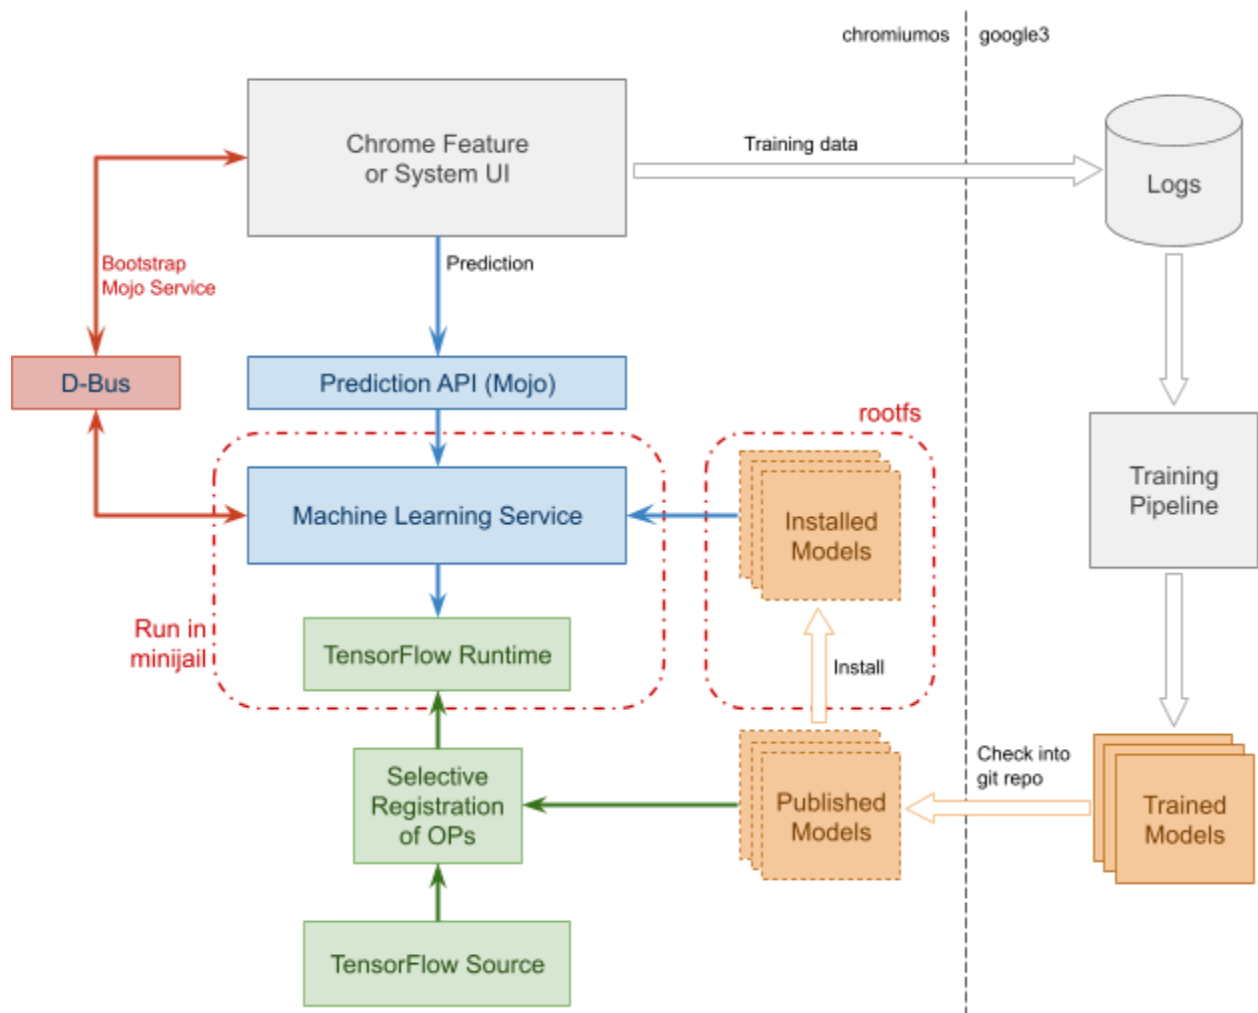 chromiumos
google3
Chrome Feature
or System UI
Training data
Logs
Bootstrap
Mojo Service
Prediction
D-Bus
Prediction API (Mojo)
rootfs
Machine Learning Service
Installed
Models
Training
Pipeline
Run in
minijail
TensorFlow Runtime
Install
Selective
Registration
of OPs
Published
Models
Check into
git repo
Trained
Models
TensorFlow Source